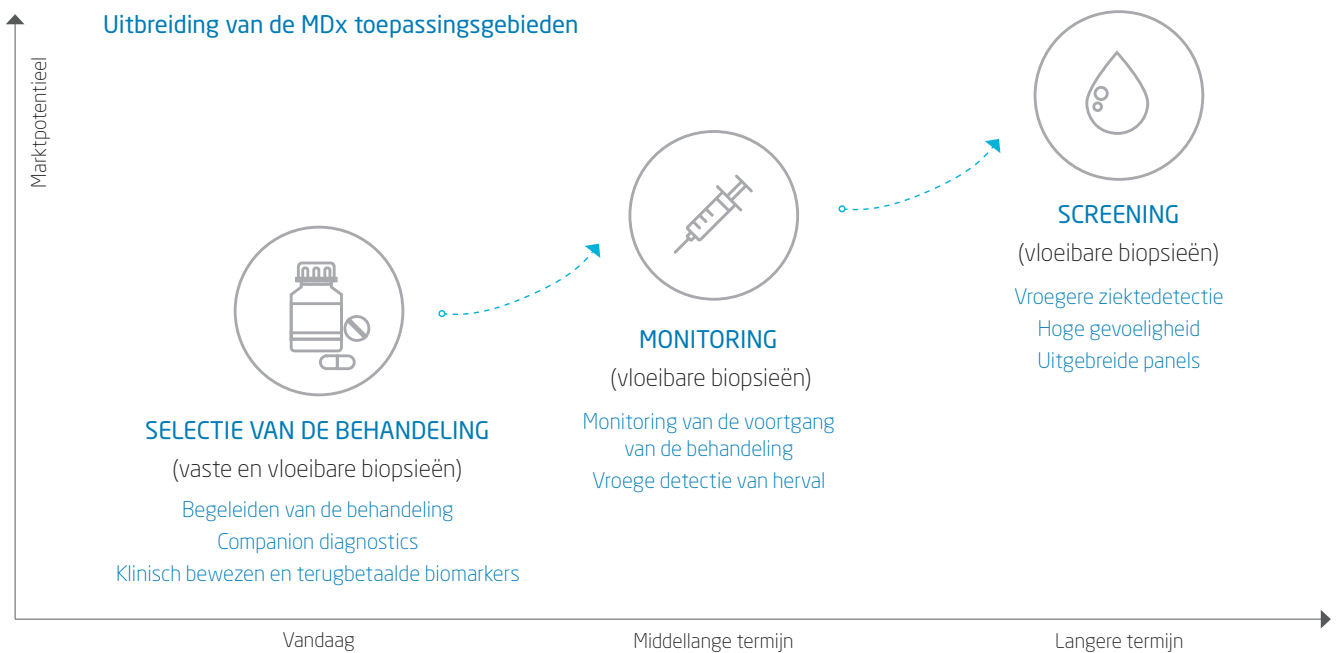 Uitbreiding van de MDx toepassingsgebieden
Marktpotentieel
SELECTIE VAN DE BEHANDELING
(vaste en vloeibare biopsieën)
Begeleiden van de behandeling
Companion diagnostics
Klinisch bewezen en terugbetaalde biomarkers
MONITORING
(vloeibare biopsieën)
Monitoring van de voortgang
van de behandeling
Vroege detectie van herval
SCREENING
(vloeibare biopsieën)
Vroegere ziektedetectie
Hoge gevoeligheid
Uitgebreide panels
Vandaag
Middellange termijn
Langere termijn